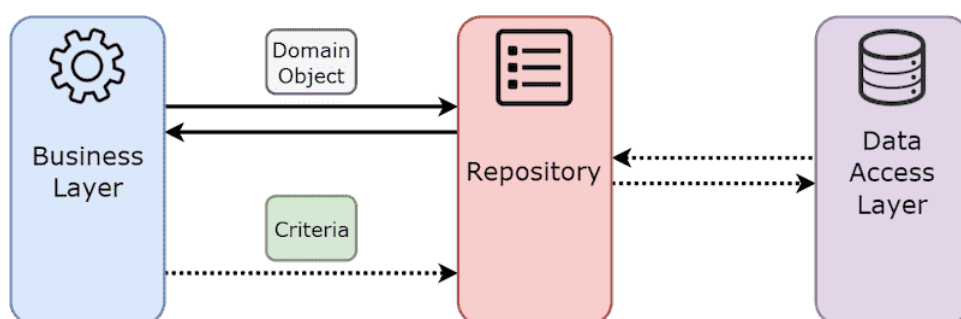 Business
Layer
Domain
Object
Criteria
Repository
Data
Access
Layer